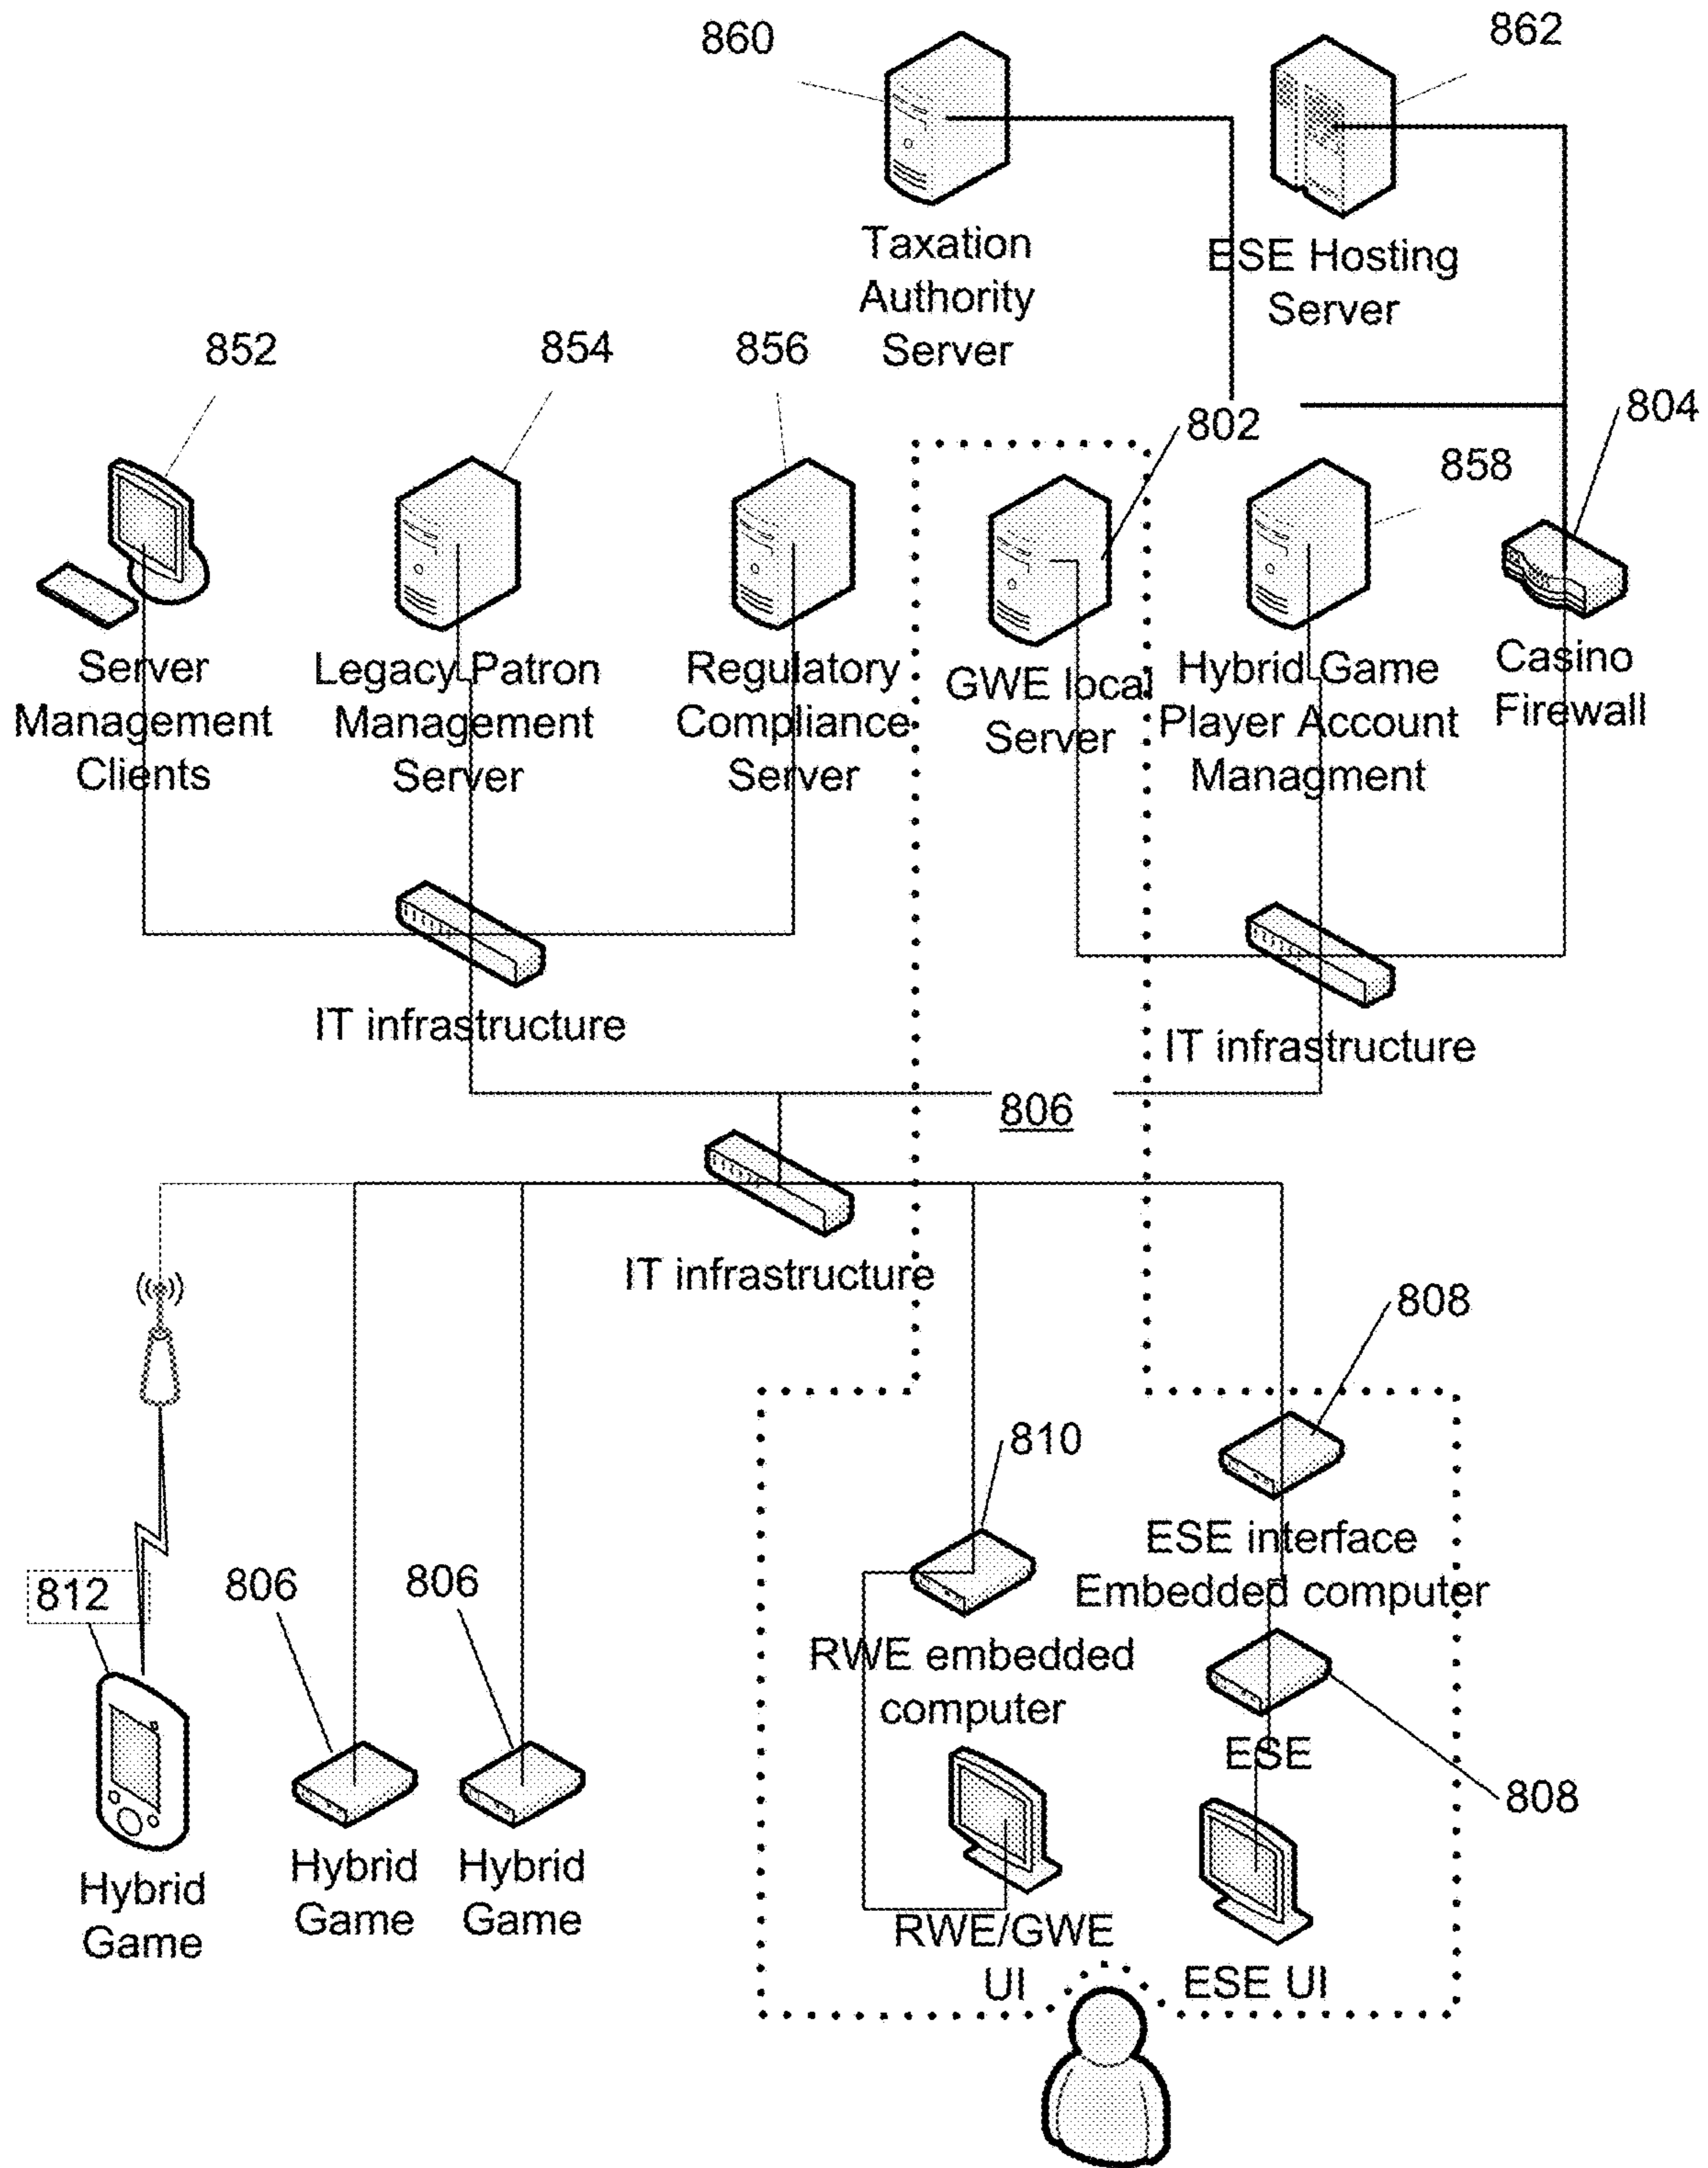 860
862
Taxation
Authority
Server
ESE Hosting
Server
852
854
856
802
804
858
Server
Management
Clients
Legacy Patron
Management
Server
Regulatory
Compliance
Server
GWE local
Server
Hybrid Game
Player Account
Managment
Casino
Firewall
IT infrastructure
IT infrastructure
806
IT infrastructure
808
810
ESE interface
Embedded computer
812
806
806
RWE embedded
computer
ESE
808
Hybrid
Game
Hybrid
Game
Hybrid
Game
RWE/GWE
UI
ESE UI